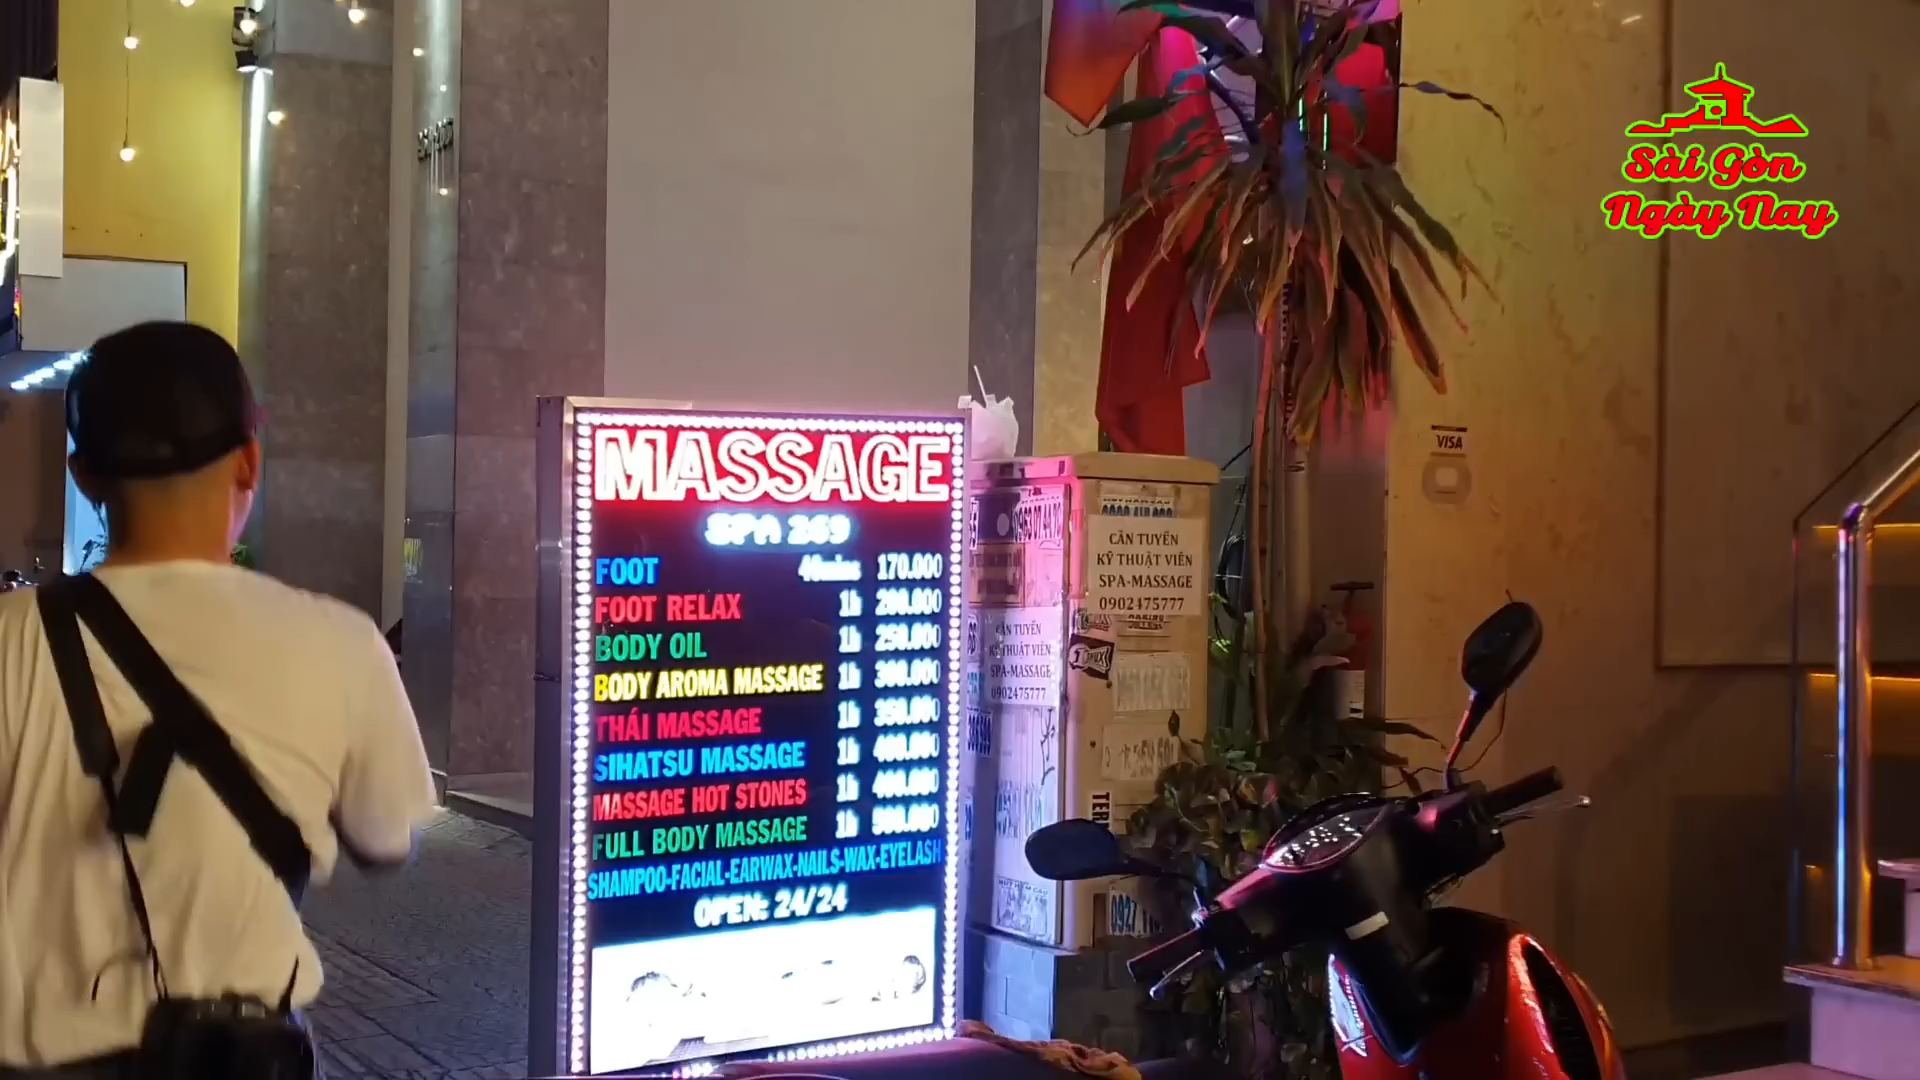 Sài Gòn
Ngày Nay
VISA
MASSAGE
SPA 269
FOOT 40mins 170.000
FOOT RELAX 1h 200.000
BODY OIL 1h 250.000
BODY AROMA MASSAGE 1h 300.000
THÁI MASSAGE 1h 350.000
SIHATSU MASSAGE 1h 400.000
MASSAGE HOT STONES 1h 400.000
FULL BODY MASSAGE 1h 500.000
SHAMPOO-FACIAL-EARWAX-NAILS-WAX-EYELASH
OPEN: 24/24
CẦN TUYỂN
KỸ THUẬT VIÊN
SPA-MASSAGE
0902475777
CẦN TUYỂN
KỸ THUẬT VIÊN
SPA-MASSAGE
0902475777